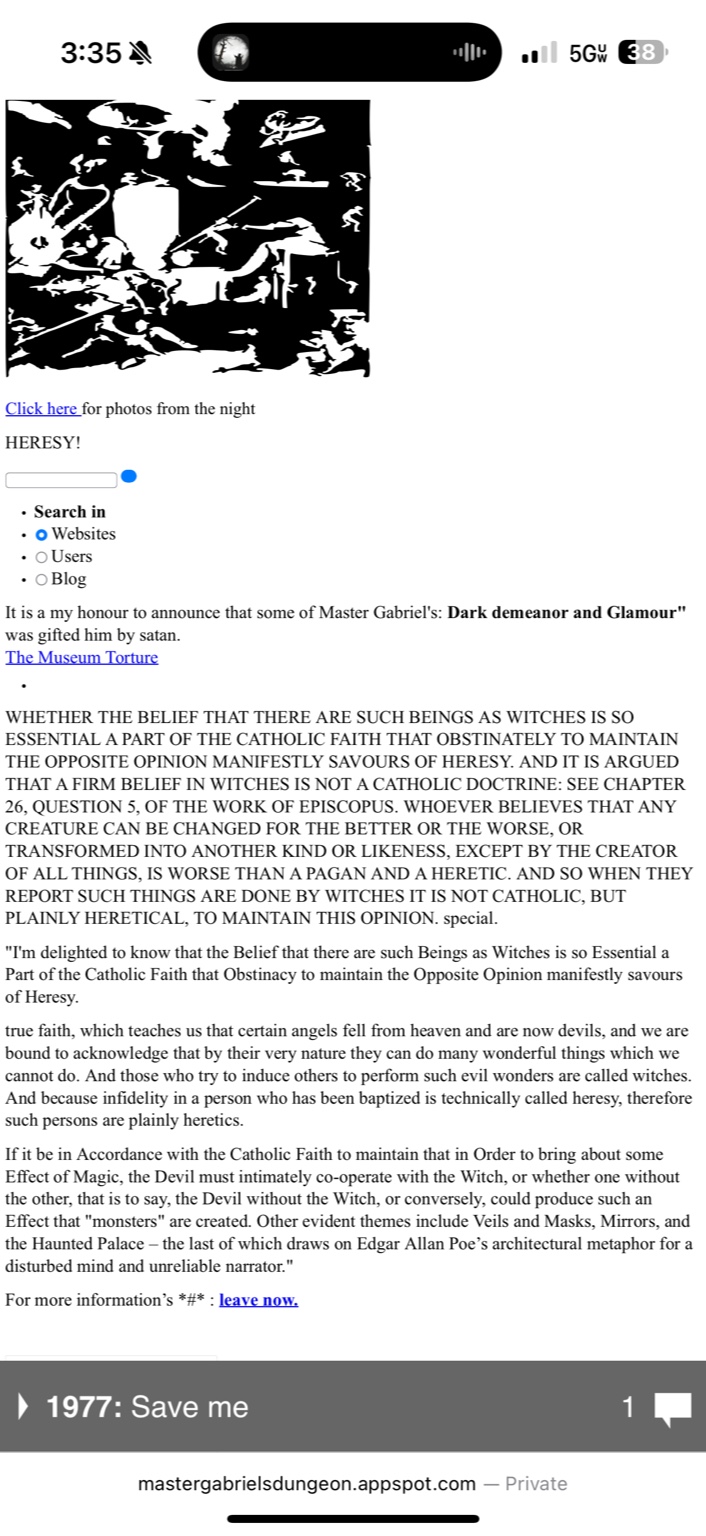 3:35
5GUW
38
Click here for photos from the night
HERESY!
Search in
Websites
Users
Blog
It is a my honour to announce that some of Master Gabriel's: Dark demeanor and Glamour"
was gifted him by satan.
The Museum Torture
WHETHER THE BELIEF THAT THERE ARE SUCH BEINGS AS WITCHES IS SO
ESSENTIAL A PART OF THE CATHOLIC FAITH THAT OBSTINATELY TO MAINTAIN
THE OPPOSITE OPINION MANIFESTLY SAVOURS OF HERESY. AND IT IS ARGUED
THAT A FIRM BELIEF IN WITCHES IS NOT A CATHOLIC DOCTRINE: SEE CHAPTER
26, QUESTION 5, OF THE WORK OF EPISCOPUS. WHOEVER BELIEVES THAT ANY
CREATURE CAN BE CHANGED FOR THE BETTER OR THE WORSE, OR
TRANSFORMED INTO ANOTHER KIND OR LIKENESS, EXCEPT BY THE CREATOR
OF ALL THINGS, IS WORSE THAN A PAGAN AND A HERETIC. AND SO WHEN THEY
REPORT SUCH THINGS ARE DONE BY WITCHES IT IS NOT CATHOLIC, BUT
PLAINLY HERETICAL, TO MAINTAIN THIS OPINION. special.
"I'm delighted to know that the Belief that there are such Beings as Witches is so Essential a
Part of the Catholic Faith that Obstinacy to maintain the Opposite Opinion manifestly savours
of Heresy.
true faith, which teaches us that certain angels fell from heaven and are now devils, and we are
bound to acknowledge that by their very nature they can do many wonderful things which we
cannot do. And those who try to induce others to perform such evil wonders are called witches.
And because infidelity in a person who has been baptized is technically called heresy, therefore
such persons are plainly heretics.
If it be in Accordance with the Catholic Faith to maintain that in Order to bring about some
Effect of Magic, the Devil must intimately co-operate with the Witch, or whether one without
the other, that is to say, the Devil without the Witch, or conversely, could produce such an
Effect that "monsters" are created. Other evident themes include Veils and Masks, Mirrors, and
the Haunted Palace – the last of which draws on Edgar Allan Poe’s architectural metaphor for a
disturbed mind and unreliable narrator."
For more information’s *#* : leave now.
1977: Save me 1
mastergabrielsdungeon.appspot.com — Private